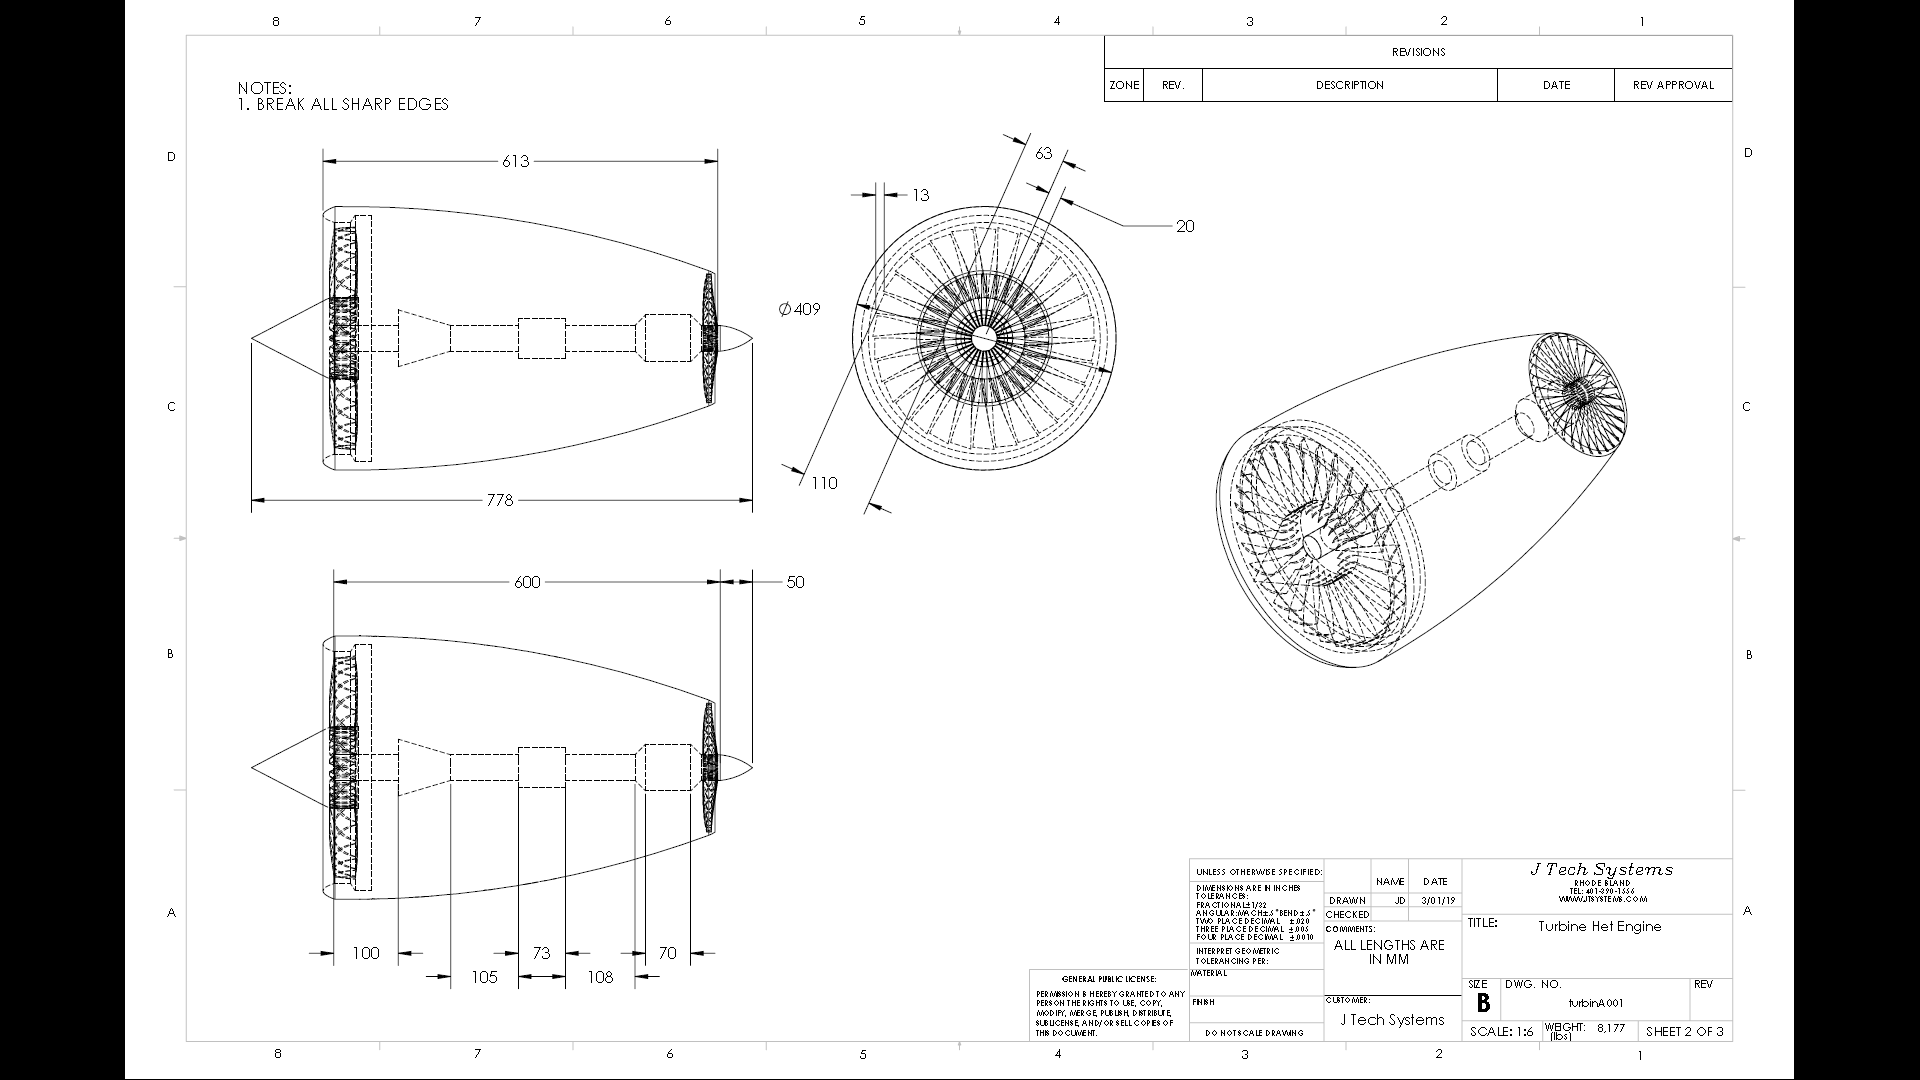 8 7 6 5 4 3 2 1
REVISIONS
ZONE REV. DESCRIPTION DATE REV APPROVAL
NOTES:
1. BREAK ALL SHARP EDGES
D D
613
63
13
20
Ø409
C C
110
778
600 50
B B
A A
100 73 70
105 108
UNLESS OTHERWISE SPECIFIED:
DIMENSIONS ARE IN INCHES
TOLERANCES:
FRACTIONAL±1/32
ANGULAR:MACH±.5° BEND±.5°
TWO PLACE DECIMAL ±.020
THREE PLACE DECIMAL ±.005
FOUR PLACE DECIMAL ±.0010
INTERPRET GEOMETRIC
TOLERANCING PER:
MATERIAL
FINISH
DO NOT SCALE DRAWING
NAME DATE
DRAWN JD 3/01/19
CHECKED
COMMENTS:
ALL LENGTHS ARE
IN MM
CUSTOMER:
J Tech Systems
J Tech Systems
RHODE ISLAND
WWW.JTSYSTEMS.COM
TITLE: Turbine Het Engine
SIZE DWG. NO. REV
B turbinA001
SCALE: 1:6 WEIGHT: 8,177 SHEET 2 OF 3
(lbs)
GENERAL PUBLIC LICENSE:
PERMISSION IS HEREBY GRANTED TO ANY
PERSON THE RIGHTS TO USE, COPY,
MODIFY, MERGE, PUBLISH, DISTRIBUTE,
SUBLICENSE, AND/OR SELL COPIES OF
THIS DOCUMENT.
8 7 6 5 4 3 2 1